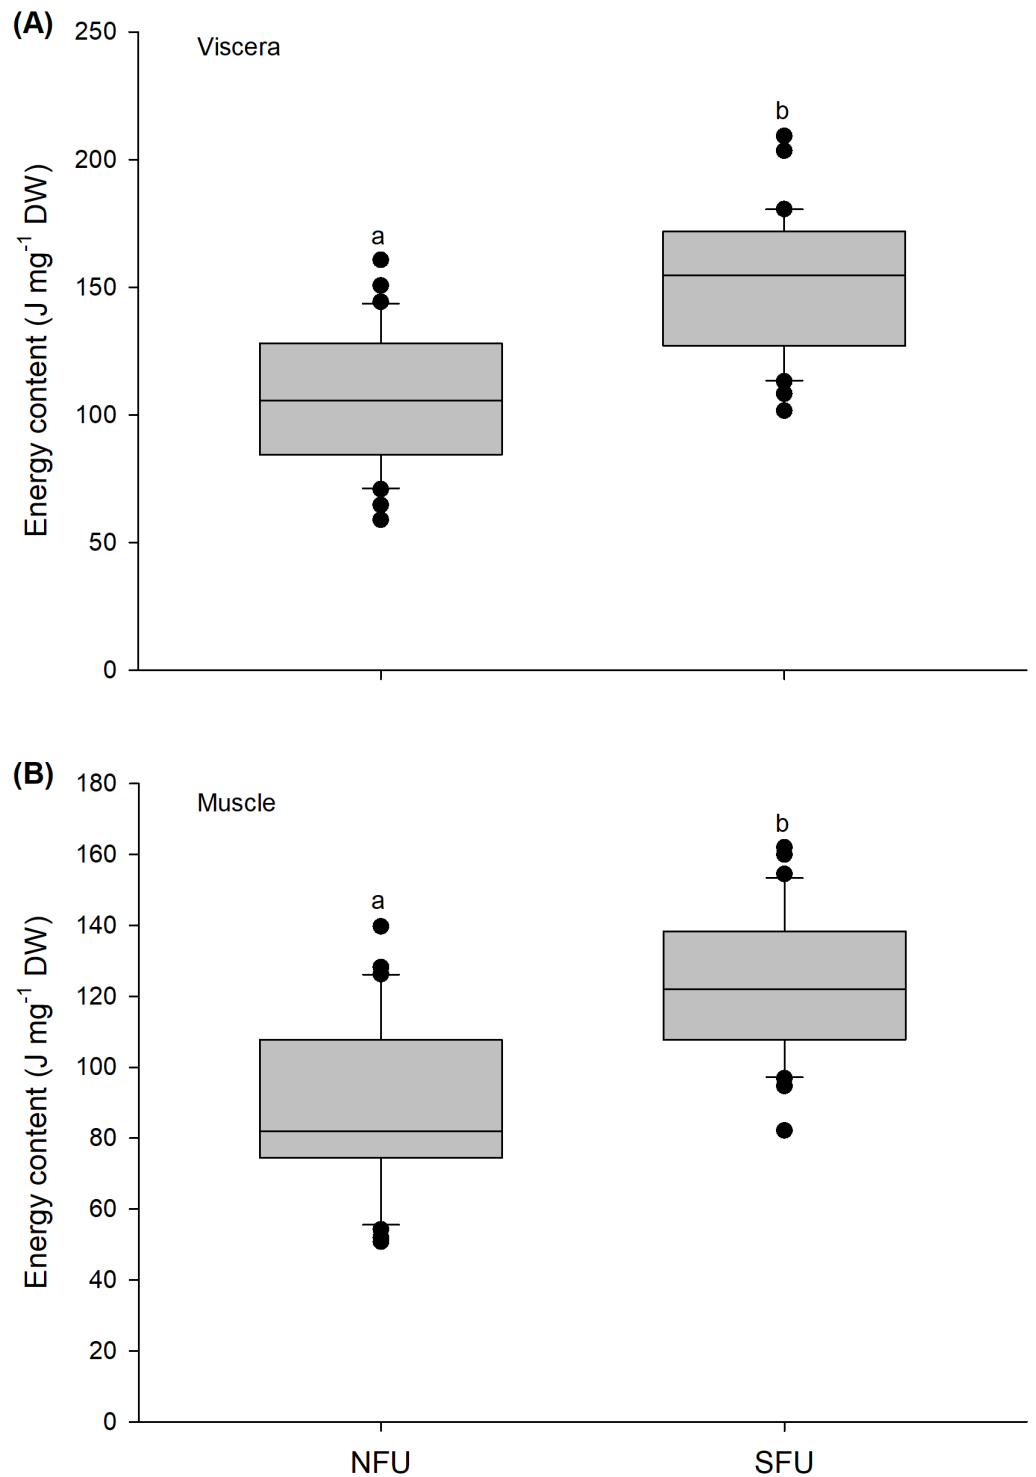 (A)
Viscera
Energy content (J mg⁻¹ DW)
250
200
150
100
50
0
a
b
(B)
Muscle
Energy content (J mg⁻¹ DW)
180
160
140
120
100
80
60
40
20
0
a
b
NFU
SFU